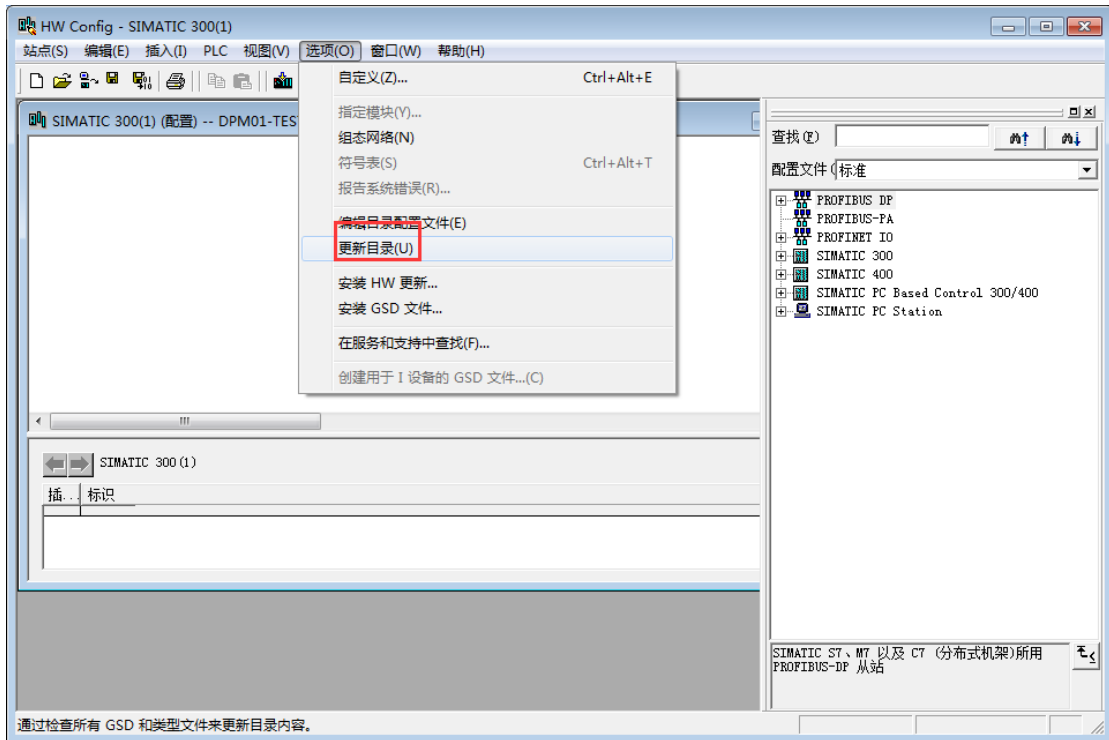 HW Config - SIMATIC 300(1)
站点(S) 编辑(E) 插入(I) PLC 视图(V) 选项(O) 窗口(W) 帮助(H)
自定义(Z)... Ctrl+Alt+E
指定模块(Y)...
组态网络(N)
符号表(S) Ctrl+Alt+T
报告系统错误(R)...
编辑目录配置文件(E)
更新目录(U)
安装 HW 更新...
安装 GSD 文件...
在服务和支持中查找(F)...
创建用于 I 设备的 GSD 文件...(C)
SIMATIC 300(1) (配置) -- DPM01-TES
SIMATIC 300(1)
插... 标识
查找(F)
配置文件( 标准
PROFIBUS DP
PROFIBUS-PA
PROFINET IO
SIMATIC 300
SIMATIC 400
SIMATIC PC Based Control 300/400
SIMATIC PC Station
SIMATIC S7、M7 以及 C7 (分布式机架)所用
PROFIBUS-DP 从站
通过检查所有 GSD 和类型文件来更新目录内容。